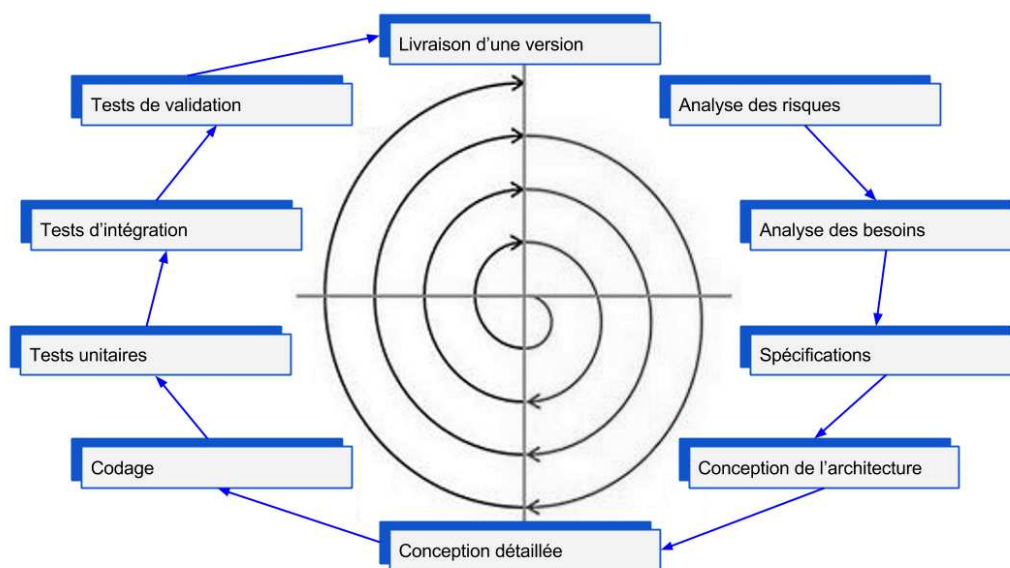 Livraison d’une version
Tests de validation
Analyse des risques
Tests d’intégration
Analyse des besoins
Tests unitaires
Spécifications
Codage
Conception de l’architecture
Conception détaillée